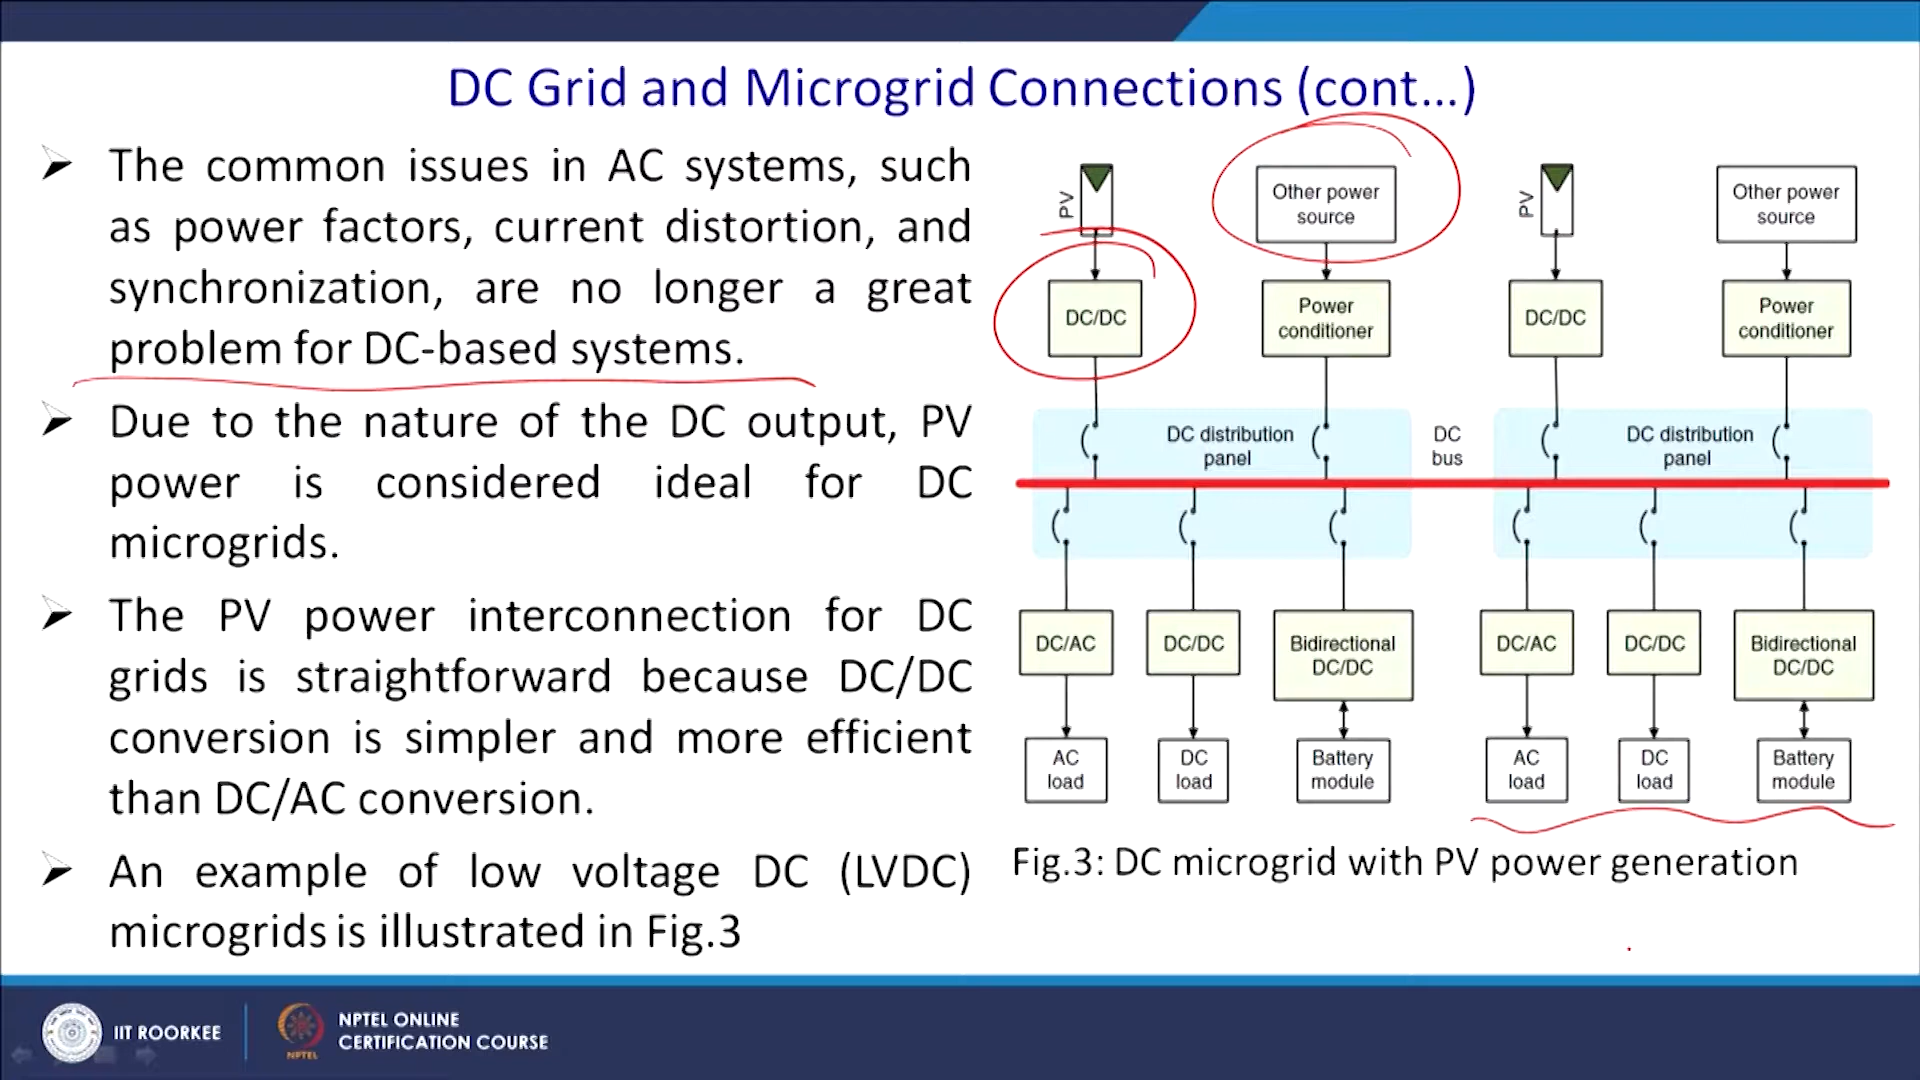 DC Grid and Microgrid Connections (cont...)
➢ The common issues in AC systems, such
as power factors, current distortion, and
synchronization, are no longer a great
problem for DC-based systems.
➢ Due to the nature of the DC output, PV
power is considered ideal for DC
microgrids.
➢ The PV power interconnection for DC
grids is straightforward because DC/DC
conversion is simpler and more efficient
than DC/AC conversion.
➢ An example of low voltage DC (LVDC)
microgrids is illustrated in Fig.3
PV
Other power
source
PV
Other power
source
DC/DC
Power
conditioner
DC/DC
Power
conditioner
DC distribution
panel
DC
bus
DC distribution
panel
DC/AC
DC/DC
Bidirectional
DC/DC
DC/AC
DC/DC
Bidirectional
DC/DC
AC
load
DC
load
Battery
module
AC
load
DC
load
Battery
module
Fig.3: DC microgrid with PV power generation
IIT ROORKEE
NPTEL
NPTEL ONLINE
CERTIFICATION COURSE